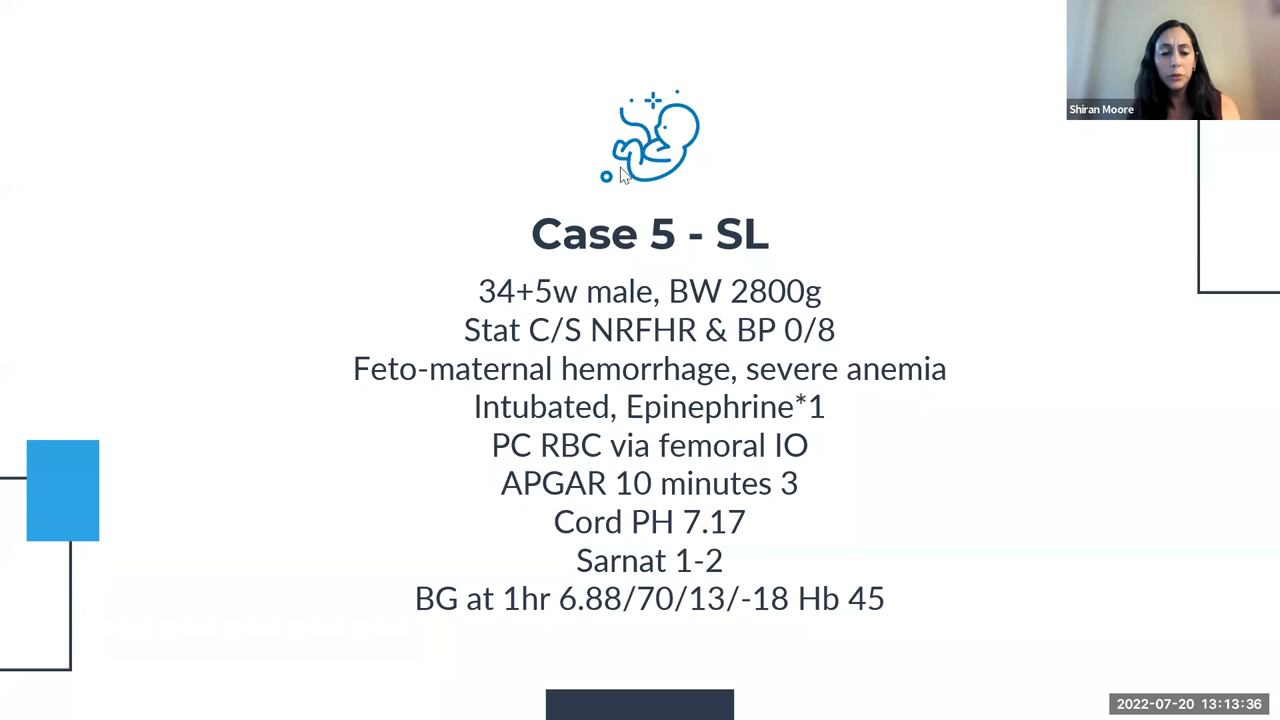 Shiran Moore
Case 5 - SL
34+5w male, BW 2800g
Stat C/S NRFHR & BP 0/8
Feto-maternal hemorrhage, severe anemia
Intubated, Epinephrine*1
PC RBC via femoral IO
APGAR 10 minutes 3
Cord PH 7.17
Sarnat 1-2
BG at 1hr 6.88/70/13/-18 Hb 45
2022-07-20 13:13:36